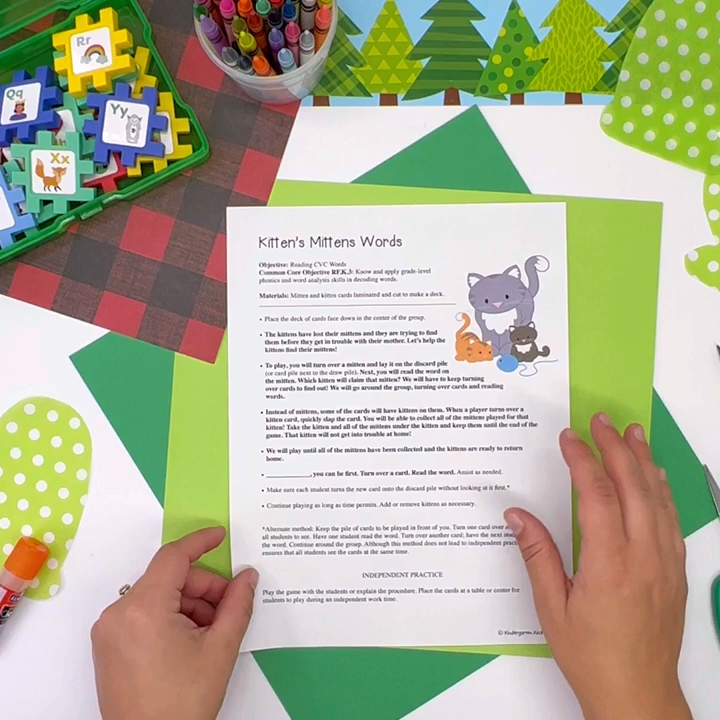 Rr
Qq
Yy
Xx
Kitten's Mittens Words
Objective: Reading CVC Words
Common Core Objective RF.K.3: Know and apply grade-level
phonics and word analysis skills in decoding words.
Materials: Mitten and kitten cards laminated and cut to make a deck.
• Place the deck of cards face down in the center of the group.
• The kittens have lost their mittens and they are trying to find
them before they get in trouble with their mother. Let's help the
kittens find their mittens!
• To play, you will turn over a mitten and lay it on the discard pile
(or card pile next to the draw pile). Next, you will read the word on
the mitten. Which kitten will claim that mitten? We will have to keep turning
over cards to find out! We will go around the group, turning over cards and reading
words.
• Instead of mittens, some of the cards will have kittens on them. When a player turns over a
kitten card, quickly slap the card. You will be able to collect all of the mittens played for that
kitten! Take the kitten and all of the mittens under the kitten and keep them until the end of the
game. That kitten will not get into trouble at home!
• We will play until all of the mittens have been collected and the kittens are ready to return
home.
• __________, you can be first. Turn over a card. Read the word. Assist as needed.
• Make sure each student turns the new card onto the discard pile without looking at it first.*
• Continue playing as long as time permits. Add or remove kittens as necessary.
*Alternate method: Keep the pile of cards to be played in front of you. Turn one card over
all students to see. Have one student read the word. Turn over another card; have the next
the word. Continue around the group. Although this method does not lead to independent
ensures that all students see the cards at the same time.
INDEPENDENT PRACTICE
Play the game with the students or explain the procedure. Place the cards at a table or center for
students to play during an independent work time.
© Kindergarten